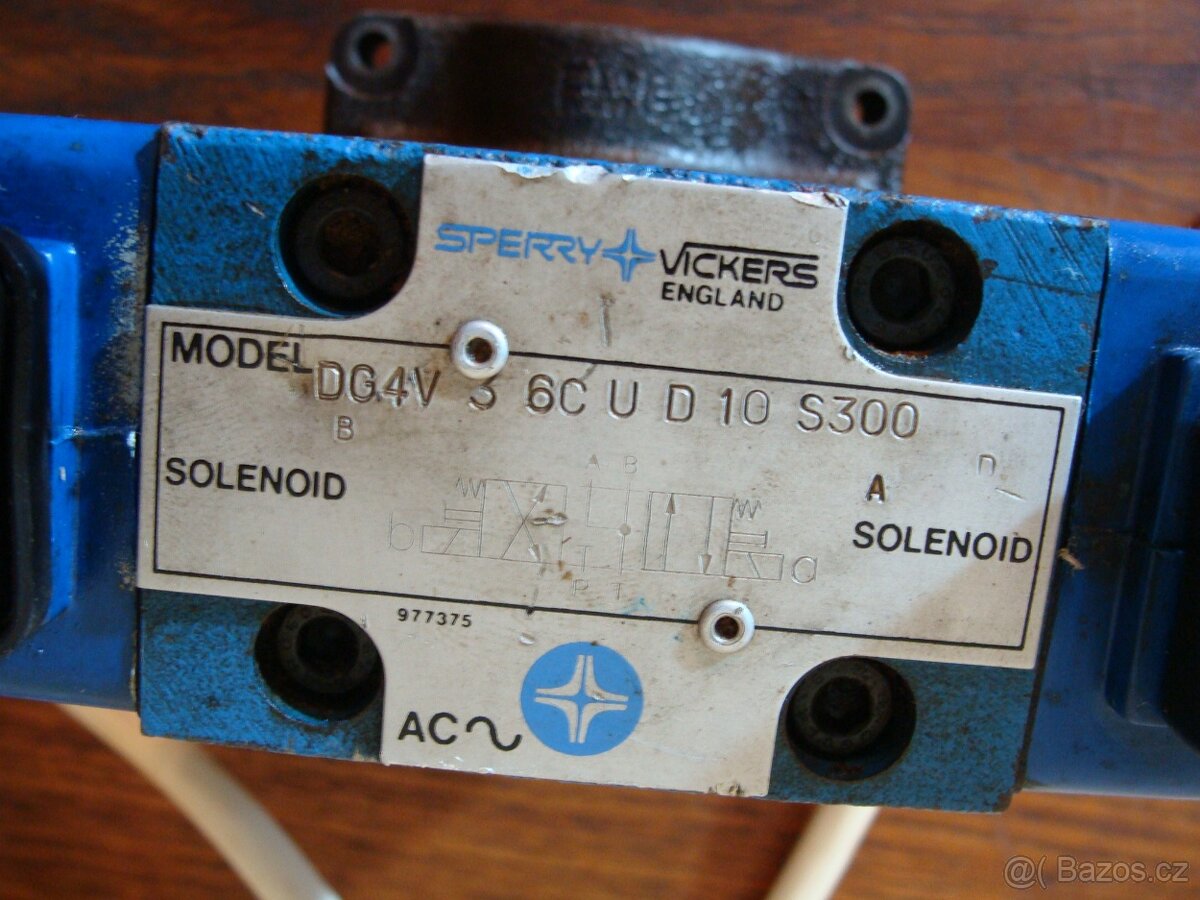 SPERRY VICKERS
ENGLAND
MODEL DG4V 3 6C U D 10 S300
B
A
SOLENOID
SOLENOID
A B
b
a
P T
977375
AC
@( Bazos.cz